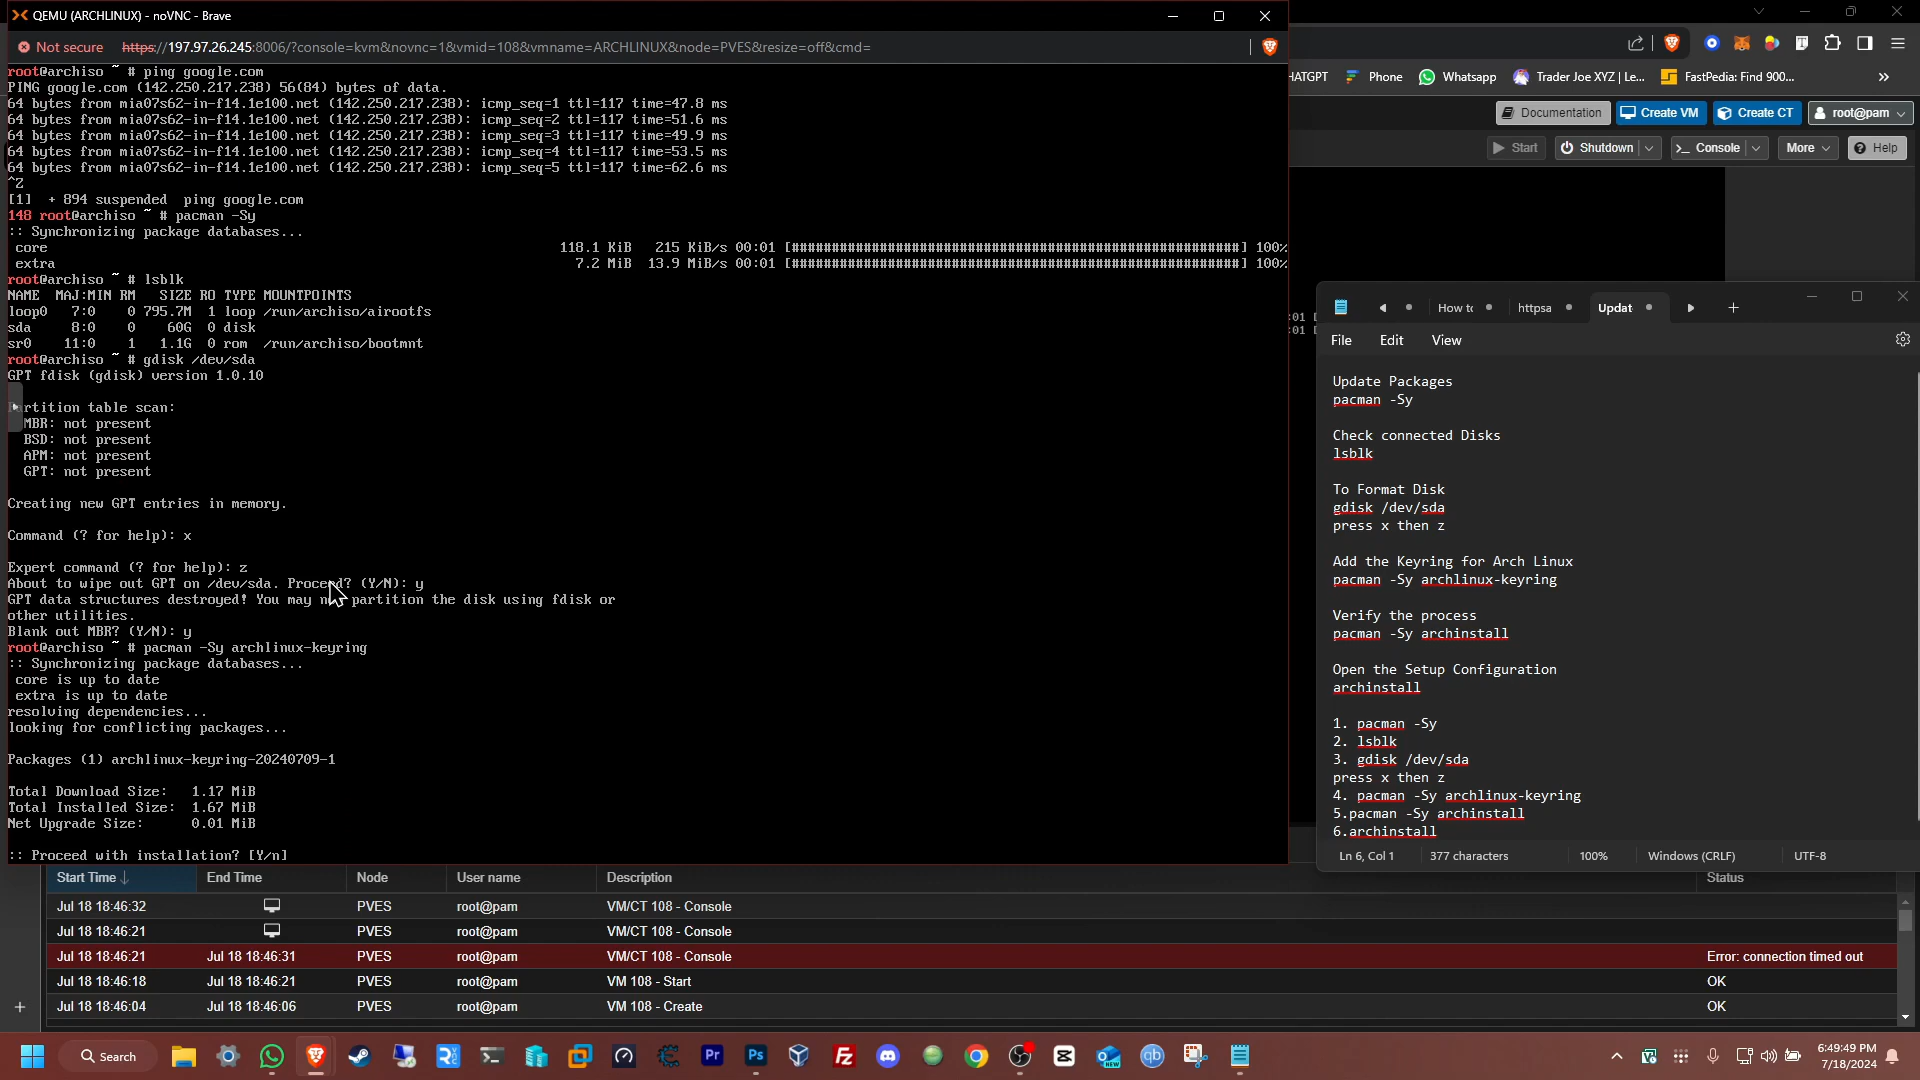 QEMU (ARCHLINUX) - noVNC - Brave
Not secure https://197.97.26.245:8006/?console=kvm&novnc=1&vmid=108&vmname=ARCHLINUX&node=PVES&resize=off&cmd=
root@archiso ~ # ping google.com
PING google.com (142.250.217.238) 56(84) bytes of data.
64 bytes from mia07s62-in-f14.1e100.net (142.250.217.238): icmp_seq=1 ttl=117 time=47.8 ms
64 bytes from mia07s62-in-f14.1e100.net (142.250.217.238): icmp_seq=2 ttl=117 time=51.6 ms
64 bytes from mia07s62-in-f14.1e100.net (142.250.217.238): icmp_seq=3 ttl=117 time=49.9 ms
64 bytes from mia07s62-in-f14.1e100.net (142.250.217.238): icmp_seq=4 ttl=117 time=53.5 ms
64 bytes from mia07s62-in-f14.1e100.net (142.250.217.238): icmp_seq=5 ttl=117 time=62.6 ms
^Z
[1]  + 894 suspended  ping google.com
148 root@archiso ~ # pacman -Sy
:: Synchronizing package databases...
core 118.1 KiB 215 KiB/s 00:01 [########################################################] 100%
extra 7.2 MiB 13.9 MiB/s 00:01 [########################################################] 100%
root@archiso ~ # lsblk
NAME MAJ:MIN RM SIZE RO TYPE MOUNTPOINTS
loop0 7:0 0 795.7M 1 loop /run/archiso/airootfs
sda 8:0 0 60G 0 disk
sr0 11:0 1 1.1G 0 rom /run/archiso/bootmnt
root@archiso ~ # gdisk /dev/sda
GPT fdisk (gdisk) version 1.0.10
rtition table scan:
MBR: not present
BSD: not present
APM: not present
GPT: not present
Creating new GPT entries in memory.
Command (? for help): x
Expert command (? for help): z
About to wipe out GPT on /dev/sda. Proceed? (Y/N): y
GPT data structures destroyed! You may n partition the disk using fdisk or
other utilities.
Blank out MBR? (Y/N): y
root@archiso ~ # pacman -Sy archlinux-keyring
:: Synchronizing package databases...
core is up to date
extra is up to date
resolving dependencies...
looking for conflicting packages...
Packages (1) archlinux-keyring-20240709-1
Total Download Size: 1.17 MiB
Total Installed Size: 1.67 MiB
Net Upgrade Size: 0.01 MiB
:: Proceed with installation? [Y/n]
HATGPT Phone Whatsapp Trader Joe XYZ | Le... FastPedia: Find 900...
Documentation Create VM Create CT root@pam
Start Shutdown Console More Help
:01 [
:01 [
How to httpsa Updat
File Edit View
Update Packages
pacman -Sy
Check connected Disks
lsblk
To Format Disk
gdisk /dev/sda
press x then z
Add the Keyring for Arch Linux
pacman -Sy archlinux-keyring
Verify the process
pacman -Sy archinstall
Open the Setup Configuration
archinstall
1. pacman -Sy
2. lsblk
3. gdisk /dev/sda
press x then z
4. pacman -Sy archlinux-keyring
5.pacman -Sy archinstall
6.archinstall
Ln 6, Col 1 377 characters 100% Windows (CRLF) UTF-8
Start Time End Time Node User name Description Status
Jul 18 18:46:32 PVES root@pam VM/CT 108 - Console
Jul 18 18:46:21 PVES root@pam VM/CT 108 - Console
Jul 18 18:46:21 Jul 18 18:46:31 PVES root@pam VM/CT 108 - Console Error: connection timed out
Jul 18 18:46:18 Jul 18 18:46:21 PVES root@pam VM 108 - Start OK
Jul 18 18:46:04 Jul 18 18:46:06 PVES root@pam VM 108 - Create OK
Search
6:49:49 PM
7/18/2024